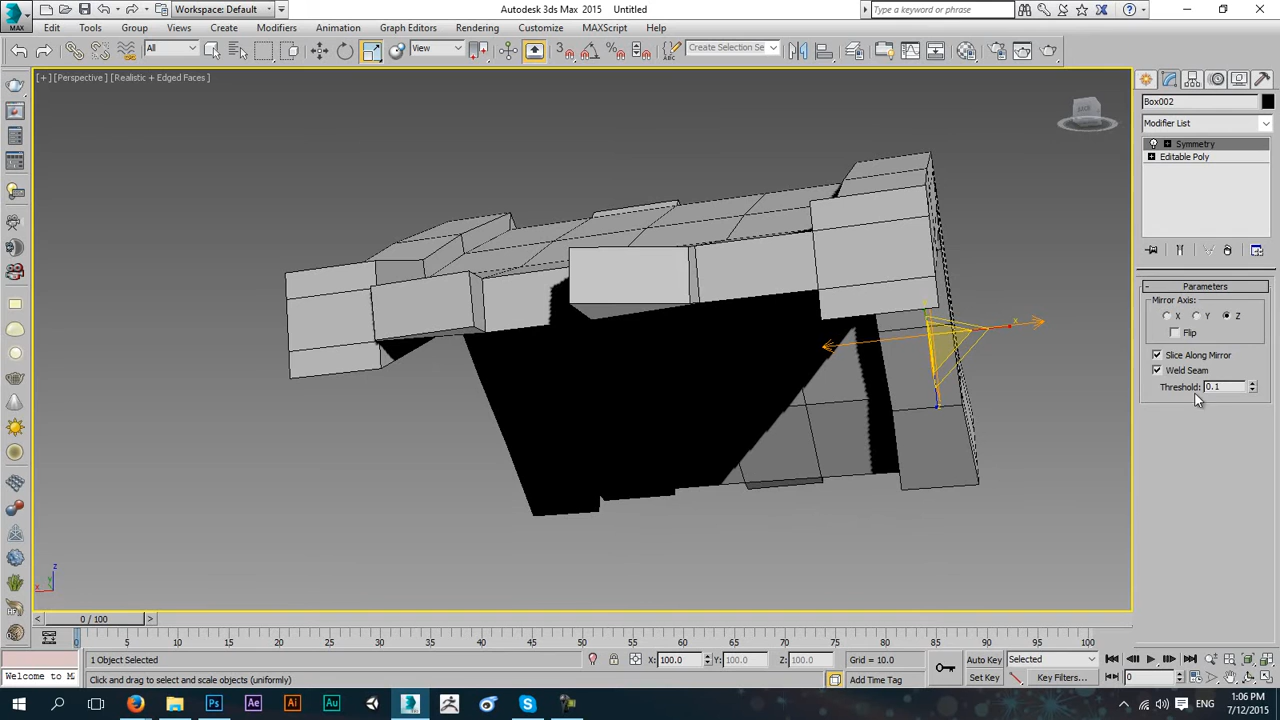 MAX
Workspace: Default
Autodesk 3ds Max 2015 Untitled
Type a keyword or phrase
Edit Tools Group Views Create Modifiers Animation Graph Editors Rendering Customize MAXScript Help
All
View
3
Create Selection Se
[ + ] [Perspective ] [Realistic + Edged Faces ]
Box002
Modifier List
Symmetry
Editable Poly
Parameters
Mirror Axis:
X Y Z
Flip
Slice Along Mirror
Weld Seam
Threshold: 0.1
x
z
0 / 100
0 5 10 15 20 25 30 35 40 45 50 55 60 65 70 75 80 85 90 95 100
1 Object Selected
X: 100.0 Y: 100.0 Z: 100.0
Grid = 10.0
Auto Key Selected
Welcome to M
Click and drag to select and scale objects (uniformly)
Add Time Tag
Set Key Key Filters...
0
Ps Ae Ai Au
ENG
1:06 PM
7/12/2015